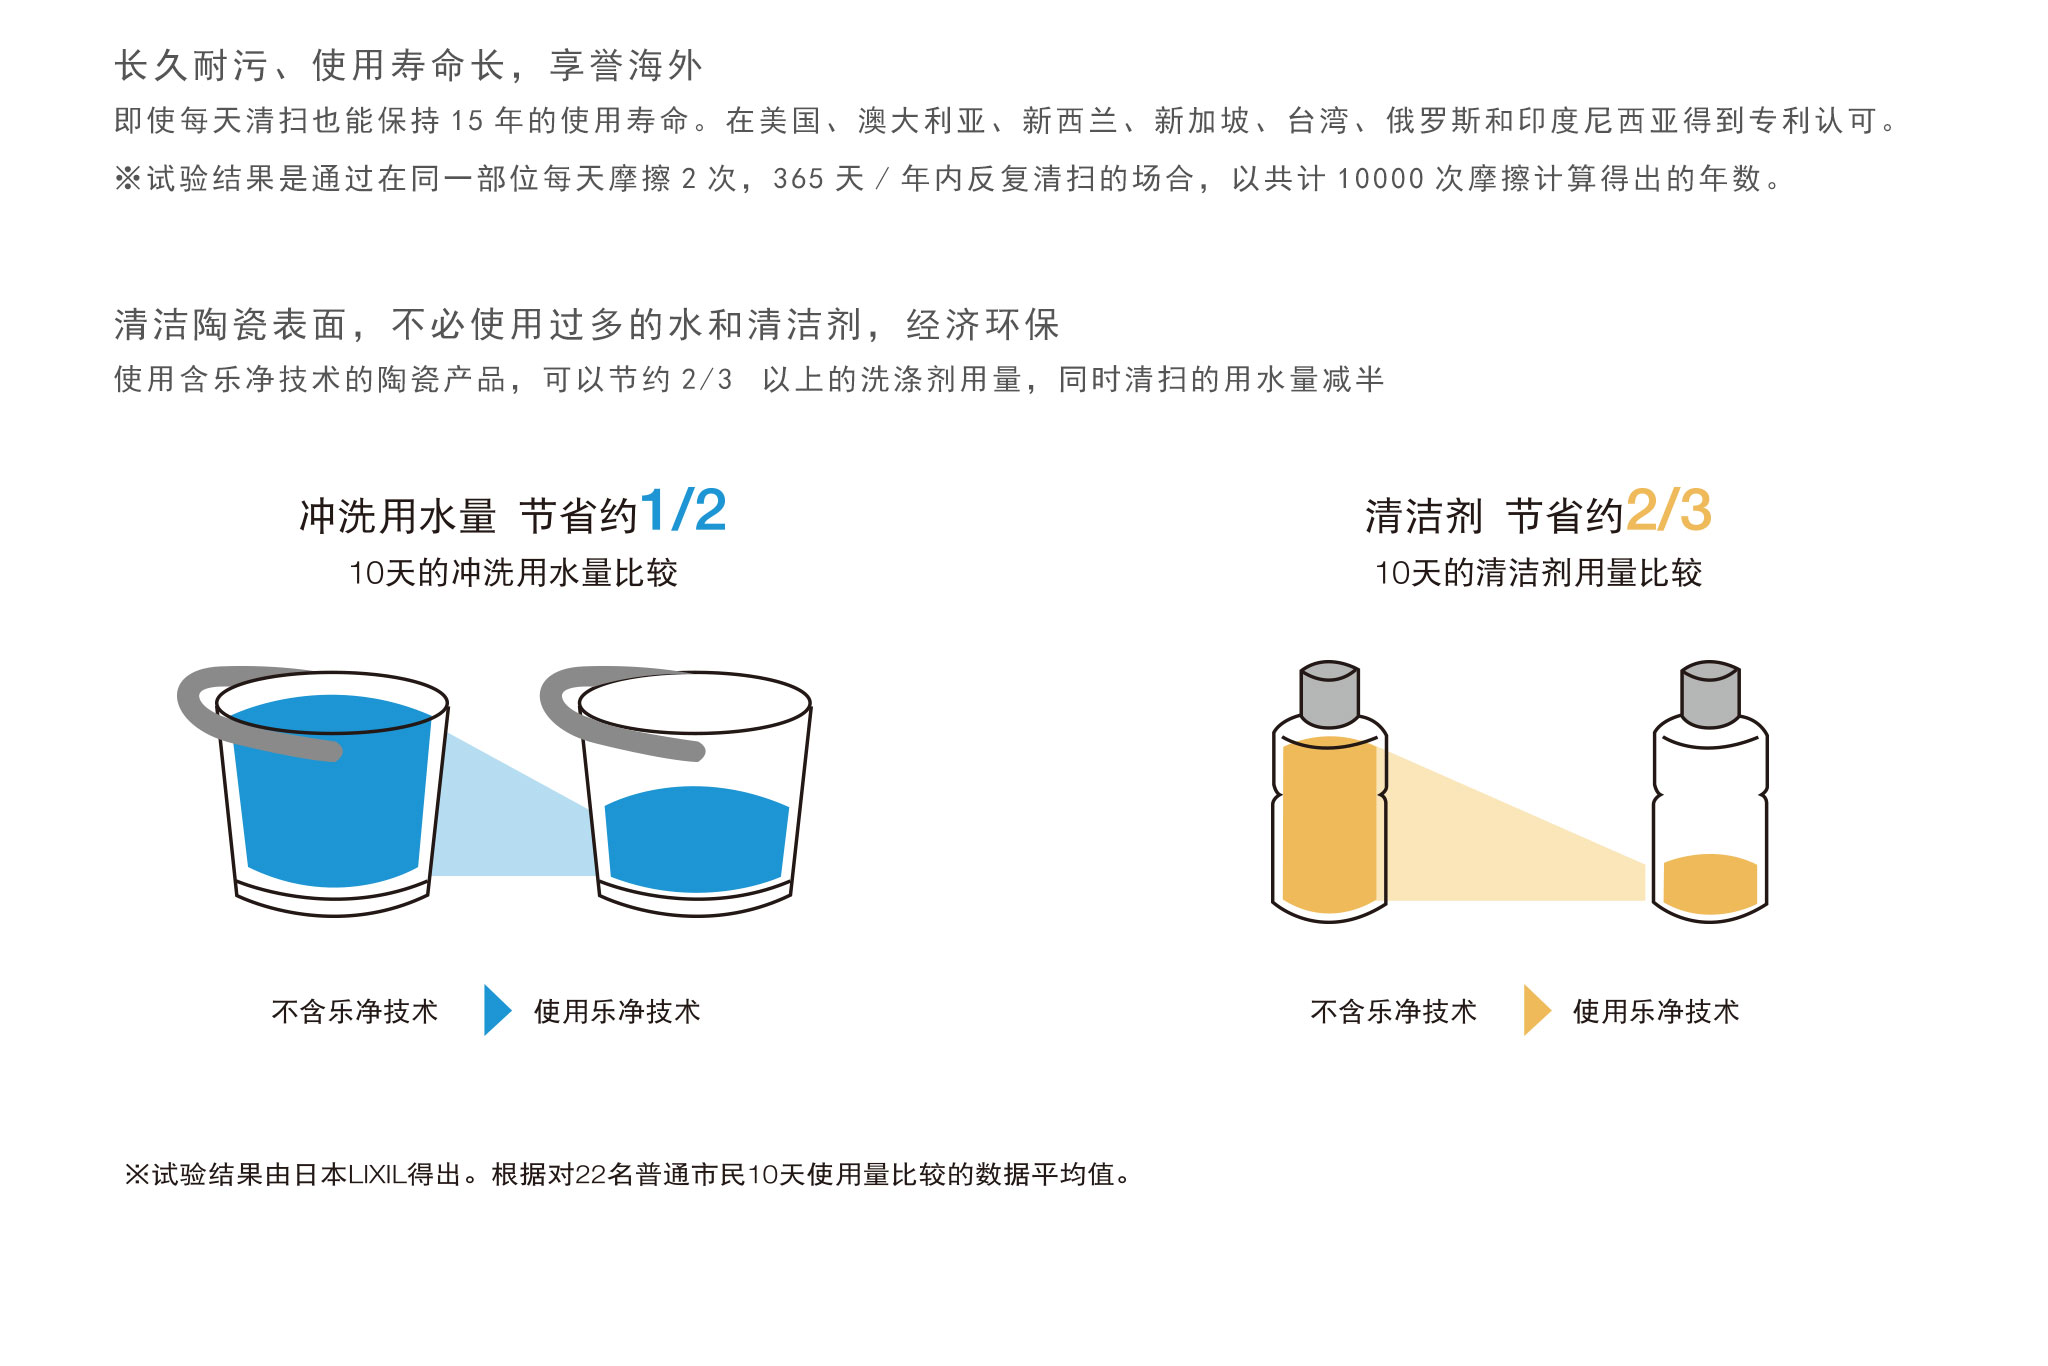 长久耐污、使用寿命长，享誉海外
即使每天清扫也能保持 15 年的使用寿命。在美国、澳大利亚、新西兰、新加坡、台湾、俄罗斯和印度尼西亚得到专利认可。
※试验结果是通过在同一部位每天摩擦 2 次，365 天 / 年内反复清扫的场合，以共计 10000 次摩擦计算得出的年数。
清洁陶瓷表面，不必使用过多的水和清洁剂，经济环保
使用含乐净技术的陶瓷产品，可以节约 2/3 以上的洗涤剂用量，同时清扫的用水量减半
冲洗用水量 节省约1/2
10天的冲洗用水量比较
不含乐净技术 使用乐净技术
清洁剂 节省约2/3
10天的清洁剂用量比较
不含乐净技术 使用乐净技术
※试验结果由日本LIXIL得出。根据对22名普通市民10天使用量比较的数据平均值。